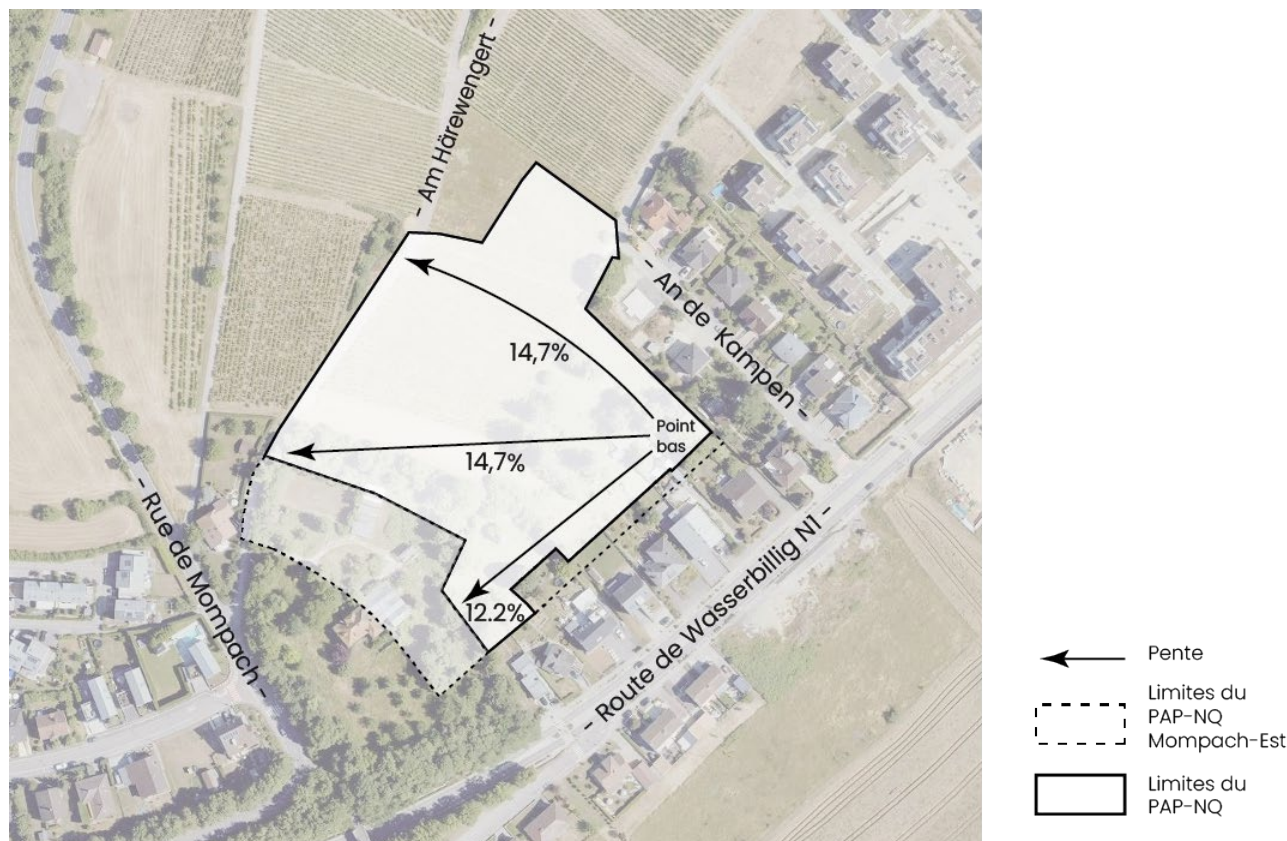 - Am Härewengert -
- An de Kampen -
14,7%
Point
bas
14,7%
12.2%
- Rue de Mompach -
- Route de Wasserbillig N1 -
Pente
Limites du
PAP-NQ
Mompach-Est
Limites du
PAP-NQ